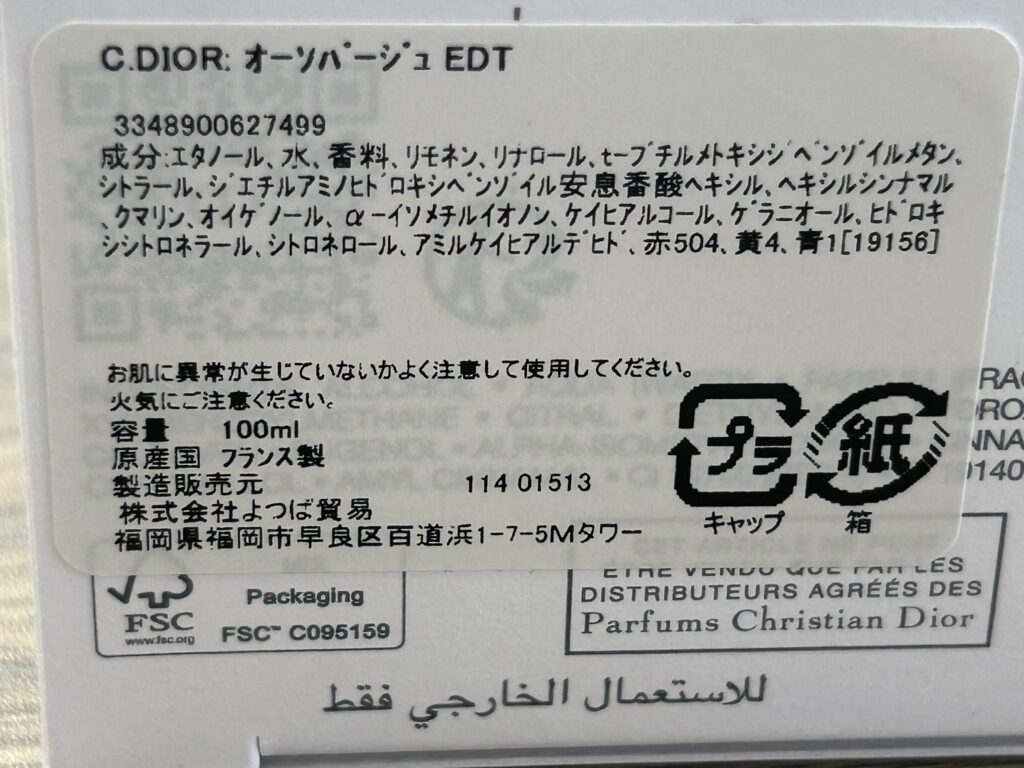 C.DIOR: オーソバージュ EDT
3348900627499
成分:エタノール、水、香料、リモネン、リナロール、t-ブチルメトキシジベンゾイルメタン、
シトラール、ジエチルアミノヒドロキシベンゾイル安息香酸ヘキシル、ヘキシルシンナマル
、クマリン、オイゲノール、α-イソメチルイオノン、ケイヒアルコール、ゲラニオール、ヒドロキ
シシトロネラール、シトロネロール、アミルケイヒアルデヒド、赤504、黄4、青1[19156]
お肌に異常が生じていないかよく注意して使用してください。
火気にご注意ください。
容量 100ml
原産国 フランス製
製造販売元 114 01513
株式会社よつば貿易
福岡県福岡市早良区百道浜1-7-5Mタワー
プラ
キャップ
紙
箱
FSC
www.fsc.org
Packaging
FSC™ C095159
ÊTRE VENDU QUE PAR LES
DISTRIBUTEURS AGRÉÉS DES
Parfums Christian Dior
للاستعمال الخارجي فقط